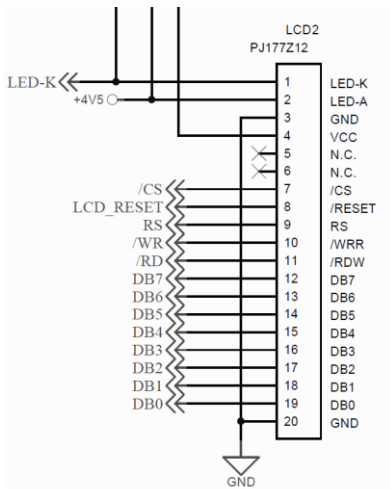 LCD2
PJ177Z12
LED-K 1 LED-K
+4V5 2 LED-A
3 GND
4 VCC
5 N.C.
6 N.C.
/CS 7 /CS
LCD_RESET 8 /RESET
RS 9 RS
/WR 10 /WRR
/RD 11 /RDW
DB7 12 DB7
DB6 13 DB6
DB5 14 DB5
DB4 15 DB4
DB3 16 DB3
DB2 17 DB2
DB1 18 DB1
DB0 19 DB0
20 GND
GND